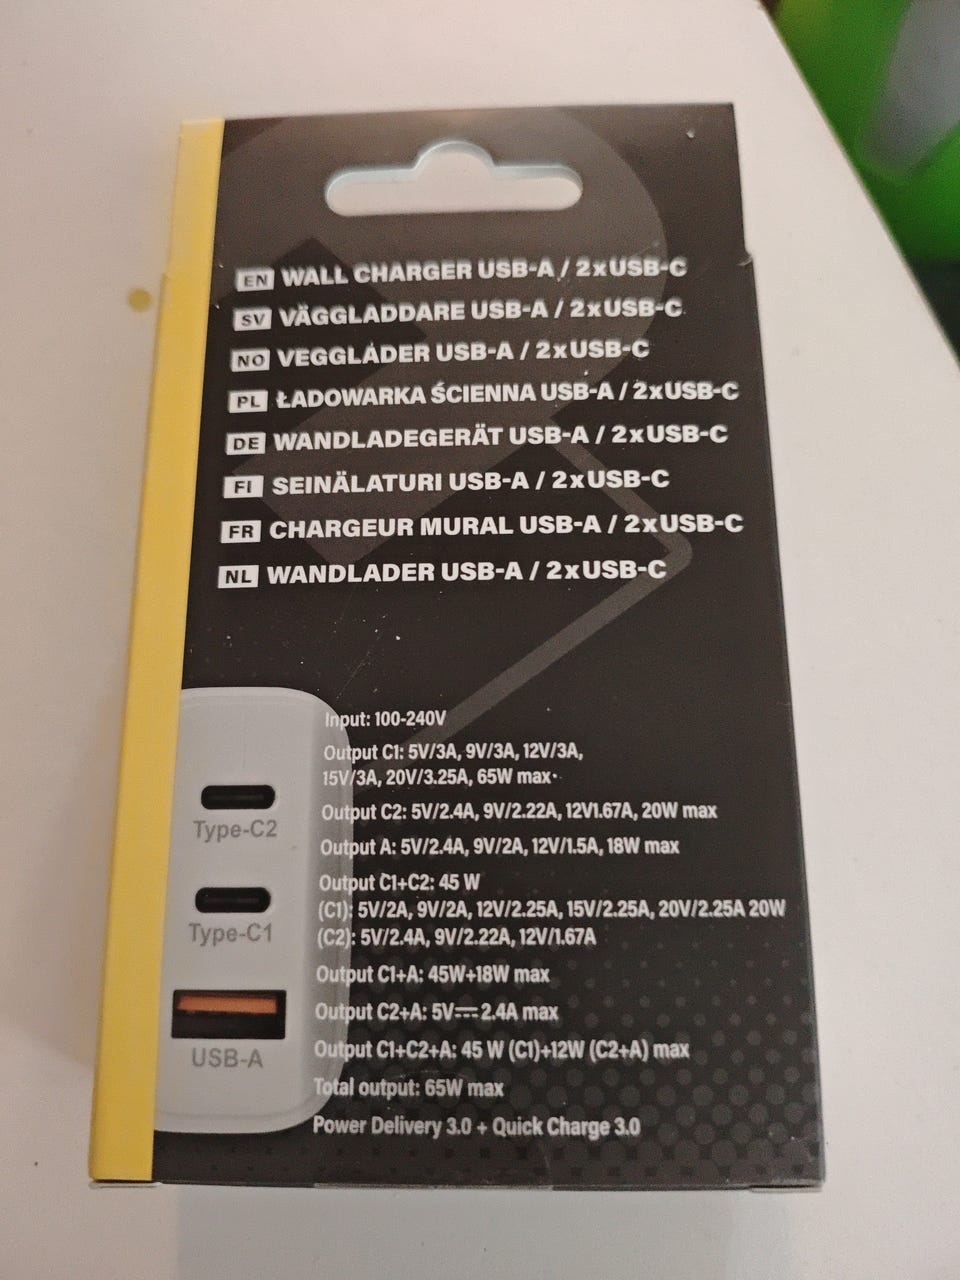 EN WALL CHARGER USB-A / 2xUSB-C
SV VÄGGLADDARE USB-A / 2xUSB-C
NO VEGGLADER USB-A / 2xUSB-C
PL ŁADOWARKA ŚCIENNA USB-A / 2xUSB-C
DE WANDLADEGERÄT USB-A / 2xUSB-C
FI SEINÄLATURI USB-A / 2xUSB-C
FR CHARGEUR MURAL USB-A / 2xUSB-C
NL WANDLADER USB-A / 2xUSB-C
Type-C2
Type-C1
USB-A
Input: 100-240V
Output C1: 5V/3A, 9V/3A, 12V/3A,
15V/3A, 20V/3.25A, 65W max
Output C2: 5V/2.4A, 9V/2.22A, 12V1.67A, 20W max
Output A: 5V/2.4A, 9V/2A, 12V/1.5A, 18W max
Output C1+C2: 45 W
(C1): 5V/2A, 9V/2A, 12V/2.25A, 15V/2.25A, 20V/2.25A 20W
(C2): 5V/2.4A, 9V/2.22A, 12V/1.67A
Output C1+A: 45W+18W max
Output C2+A: 5V⎓2.4A max
Output C1+C2+A: 45 W (C1)+12W (C2+A) max
Total output: 65W max
Power Delivery 3.0 + Quick Charge 3.0